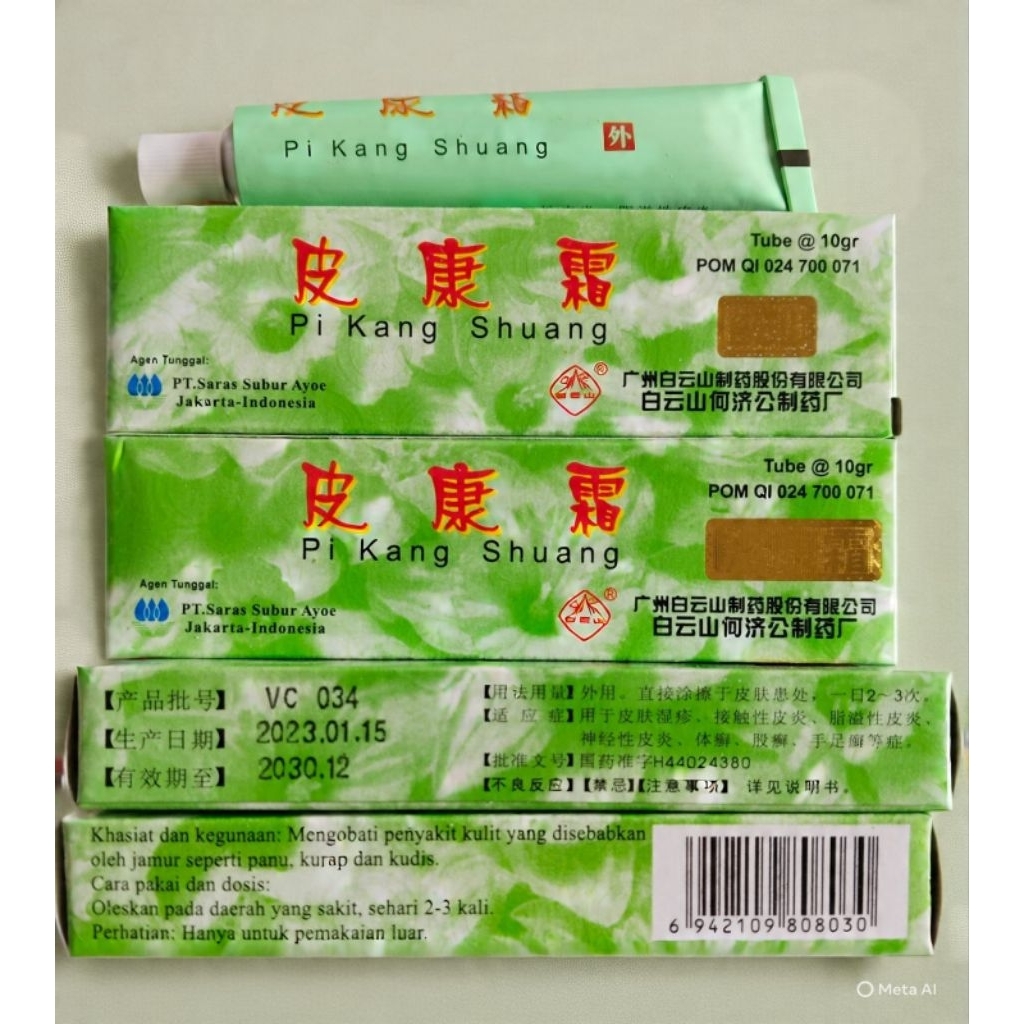 皮 康 霜
Pi Kang Shuang
外
皮 康 霜
Pi Kang Shuang
Tube @ 10gr
POM QI 024 700 071
Agen Tunggal:
PT.Saras Subur Ayoe
Jakarta-Indonesia
®
广州白云山制药股份有限公司
白云山何济公制药厂
皮 康 霜
Pi Kang Shuang
Tube @ 10gr
POM QI 024 700 071
Agen Tunggal:
PT.Saras Subur Ayoe
Jakarta-Indonesia
®
广州白云山制药股份有限公司
白云山何济公制药厂
【产品批号】 VC 034
【生产日期】 2023.01.15
【有效期至】 2030.12
【用法用量】外用。直接涂擦于皮肤患处，一日2~3次。
【适 应 症】用于皮肤湿疹、接触性皮炎、脂溢性皮炎、
神经性皮炎、体癣、股癣、手足癣等症。
【批准文号】国药准字H44024380
【不良反应】【禁忌】【注意事项】 详见说明书。
Khasiat dan kegunaan: Mengobati penyakit kulit yang disebabkan
oleh jamur seperti panu, kurap dan kudis.
Cara pakai dan dosis:
Oleskan pada daerah yang sakit, sehari 2-3 kali.
Perhatian: Hanya untuk pemakaian luar.
6 942109 808030
Meta AI